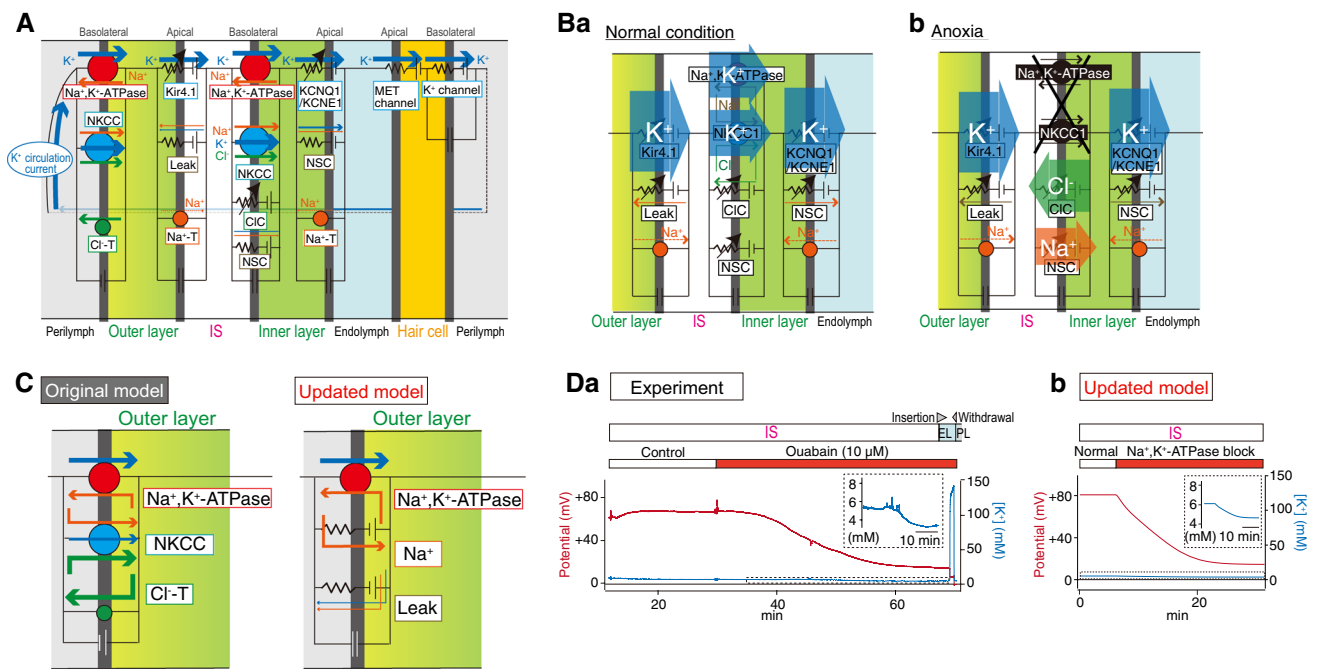 A
Basolateral
Apical
Basolateral
Apical
Apical
Basolateral
K⁺
K⁺
K⁺
K⁺
K⁺
K⁺
Na⁺
Na⁺
Na⁺,K⁺-ATPase
Kir4.1
Na⁺,K⁺-ATPase
KCNQ1
/KCNE1
MET
channel
K⁺ channel
NKCC
Na⁺
K⁺
Cl⁻
K⁺ circulation
current
Leak
NKCC
NSC
ClC
Na⁺
Na⁺
Cl⁻-T
Na⁺-T
Na⁺-T
NSC
Perilymph
Outer layer
IS
Inner layer
Endolymph
Hair cell
Perilymph
Ba
Normal condition
K⁺
Na⁺,K⁺-ATPase
Na⁺
K⁺
K⁺
K⁺
Kir4.1
NKCC1
KCNQ1
/KCNE1
Cl⁻
Leak
ClC
NSC
Na⁺
Na⁺
NSC
Outer layer
IS
Inner layer
Endolymph
b
Anoxia
Na⁺,K⁺-ATPase
K⁺
K⁺
Kir4.1
NKCC1
KCNQ1
/KCNE1
Cl⁻
Leak
ClC
NSC
Na⁺
Na⁺
Na⁺
NSC
Outer layer
IS
Inner layer
Endolymph
C
Original model
Outer layer
Na⁺,K⁺-ATPase
NKCC
Cl⁻-T
Updated model
Outer layer
Na⁺,K⁺-ATPase
Na⁺
Leak
Da
Experiment
Insertion
Withdrawal
IS
EL
PL
Control
Ouabain (10 µM)
Potential (mV)
+80
+40
0
8
6
4
(mM)
10 min
150
100
50
0
[K⁺] (mM)
20
40
60
min
b
Updated model
IS
Normal
Na⁺,K⁺-ATPase block
Potential (mV)
+80
+40
0
8
6
4
(mM)
10 min
150
100
50
0
[K⁺] (mM)
0
20
min